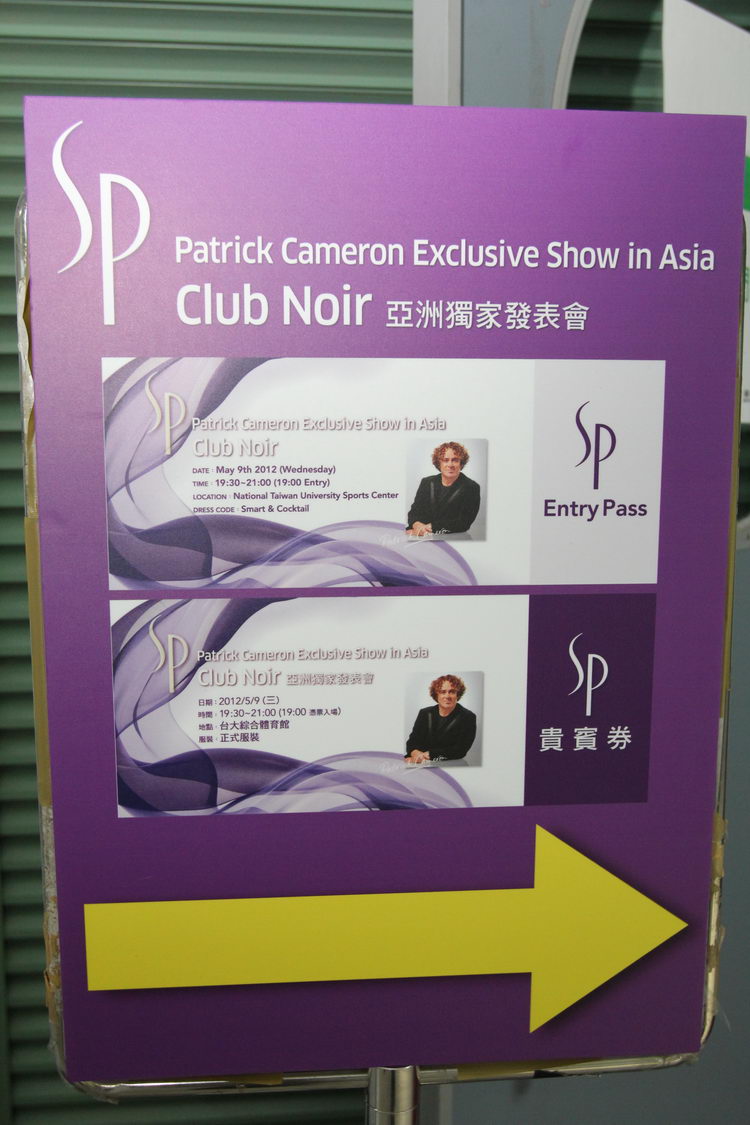 SP
Patrick Cameron Exclusive Show in Asia
Club Noir 亞洲獨家發表會
SP
Patrick Cameron Exclusive Show in Asia
Club Noir
DATE : May 9th 2012 (Wednesday)
TIME : 19:30~21:00 (19:00 Entry)
LOCATION : National Taiwan University Sports Center
DRESS CODE : Smart & Cocktail
Patrick Cameron
SP
Entry Pass
SP
Patrick Cameron Exclusive Show in Asia
Club Noir 亞洲獨家發表會
日期 : 2012/5/9 (三)
時間 : 19:30~21:00 (19:00 憑票入場)
地點 : 台大綜合體育館
服裝 : 正式服裝
Patrick Cameron
SP
貴賓券